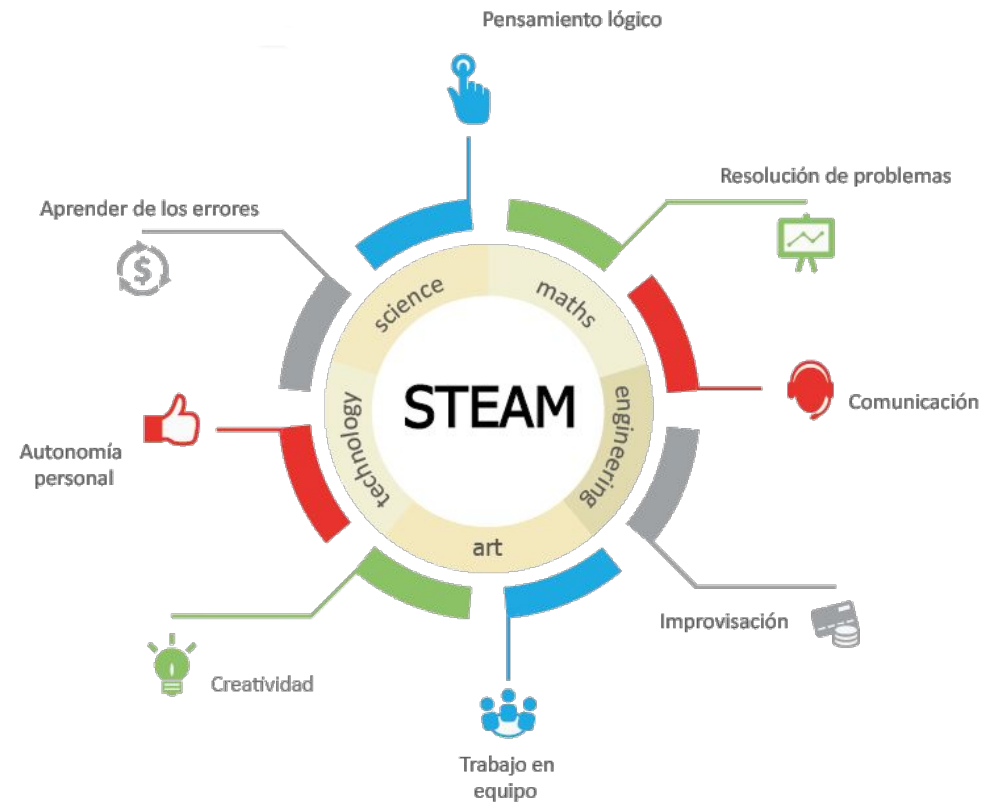 Pensamiento lógico
Resolución de problemas
Aprender de los errores
science
maths
STEAM
Comunicación
technology
engineering
Autonomía
personal
art
Improvisación
Creatividad
Trabajo en
equipo